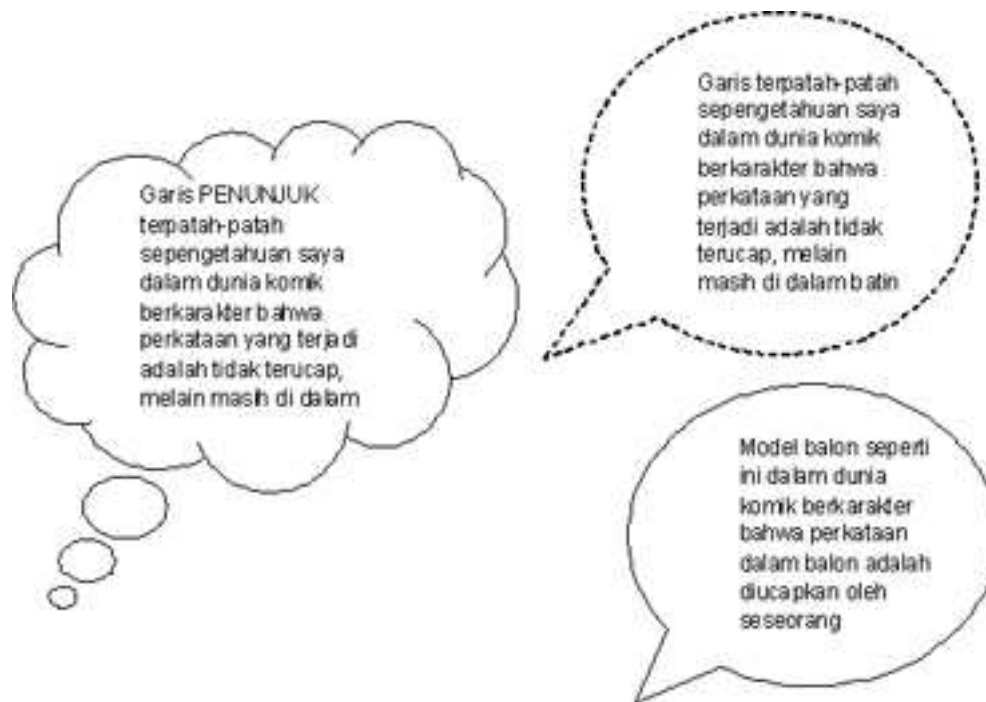 Garis PENUNJUK
terpatah-patah
sepengetahuan saya
dalam dunia komik
berkarakter bahwa
perkataan yang terjadi
adalah tidak terucap,
melain masih di dalam
Garis terpatah-patah
sepengetahuan saya
dalam dunia komik
berkarakter bahwa
perkataan yang
terjadi adalah tidak
terucap, melain
masih di dalam batin
Model balon seperti
ini dalam dunia
komik berkarakter
bahwa perkataan
dalam balon adalah
diucapkan oleh
seseorang